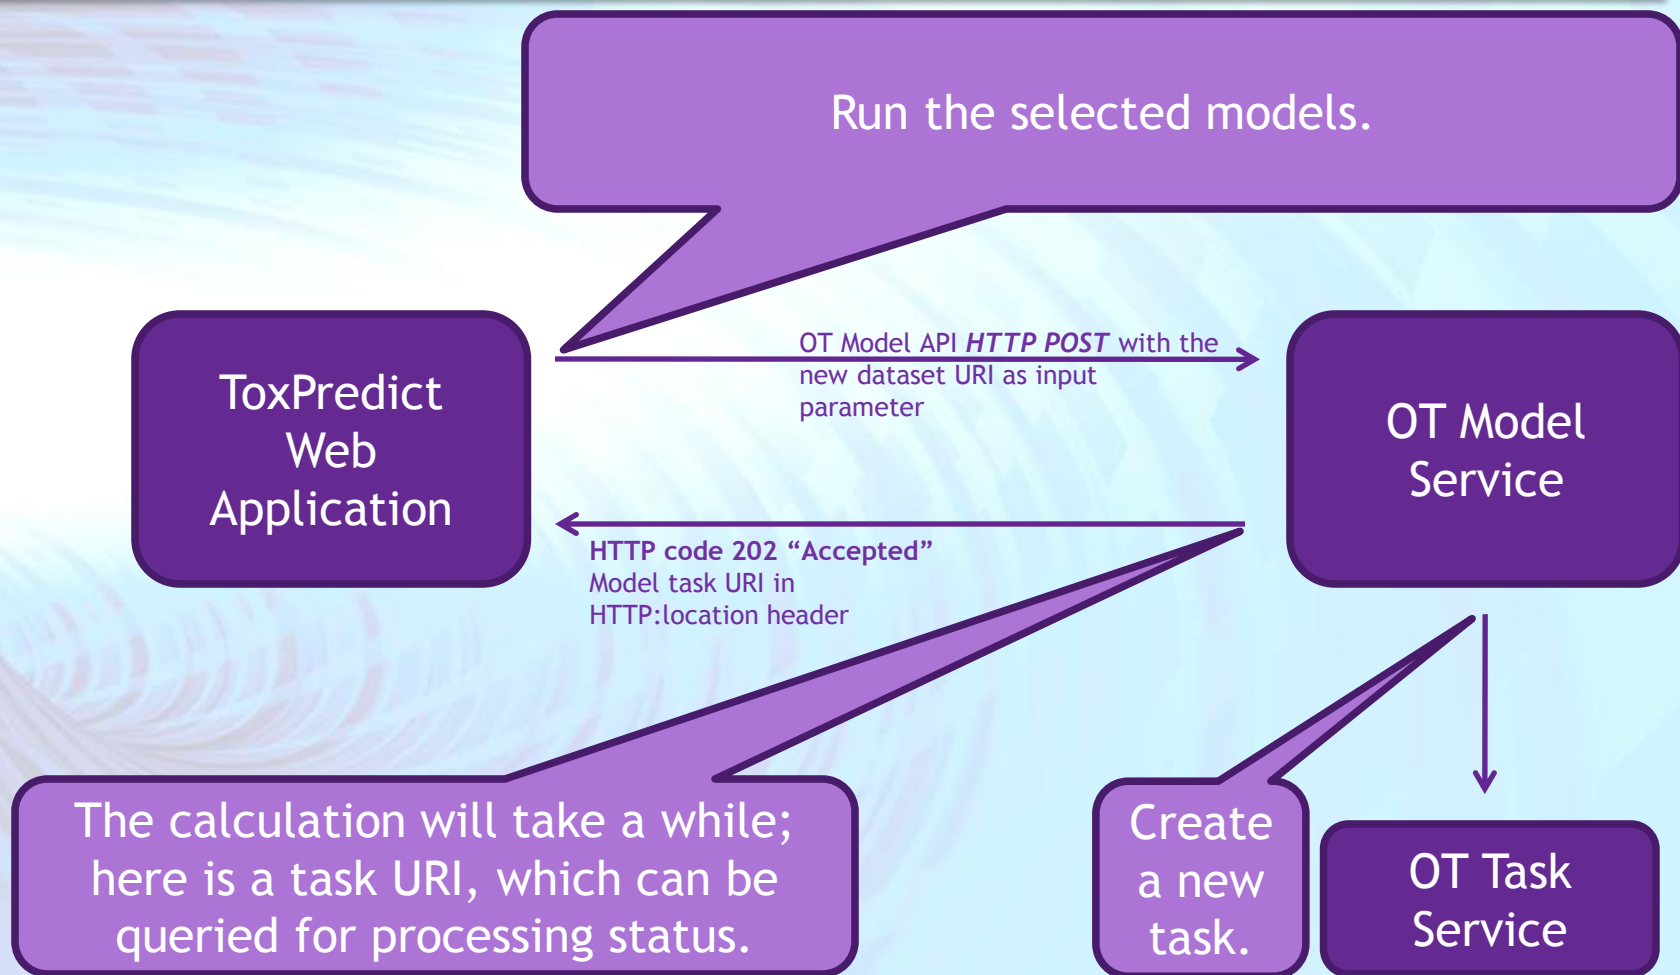 Run the selected models.
ToxPredict
Web
Application
OT Model API HTTP POST with the
new dataset URI as input
parameter
OT Model
Service
HTTP code 202 “Accepted”
Model task URI in
HTTP:location header
The calculation will take a while;
here is a task URI, which can be
queried for processing status.
Create
a new
task.
OT Task
Service